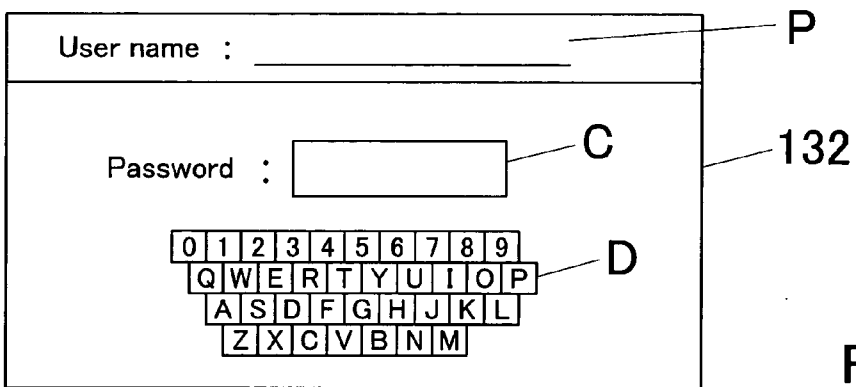 User name : P
Password : C
132
0 1 2 3 4 5 6 7 8 9
Q W E R T Y U I O P
D
A S D F G H J K L
Z X C V B N M